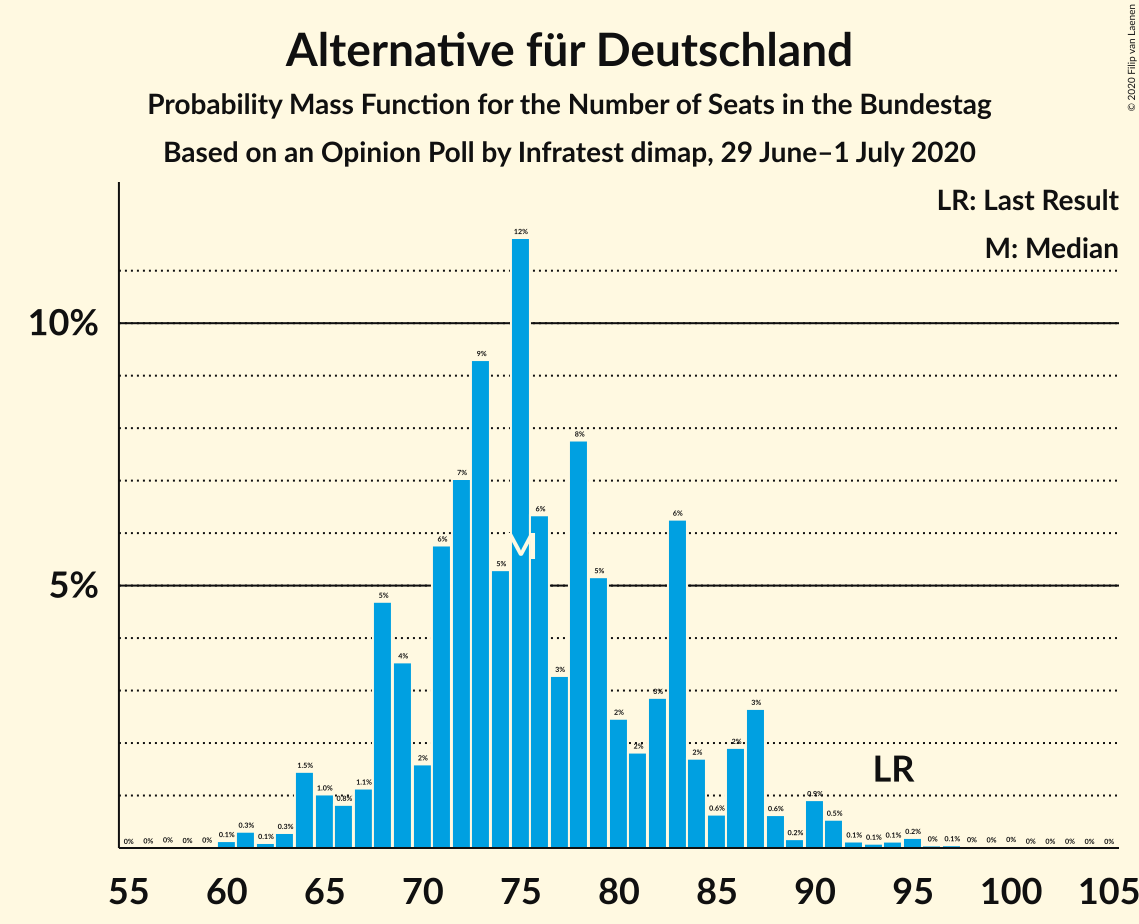 Alternative für Deutschland
Probability Mass Function for the Number of Seats in the Bundestag
Based on an Opinion Poll by Infratest dimap, 29 June–1 July 2020
© 2020 Filip van Laenen
LR: Last Result
M: Median
10%
5%
0% 0% 0% 0% 0% 0.1% 0.3% 0.1% 0.3% 1.5% 1.0% 0.8% 1.1% 5% 4% 2% 6% 7% 9% 5% 12% 6% 3% 8% 5% 2% 2% 3% 6% 2% 0.6% 2% 3% 0.6% 0.2% 0.9% 0.5% 0.1% 0.1% 0.1% 0.2% 0% 0.1% 0% 0% 0% 0% 0% 0% 0% 0%
M
LR
55 60 65 70 75 80 85 90 95 100 105